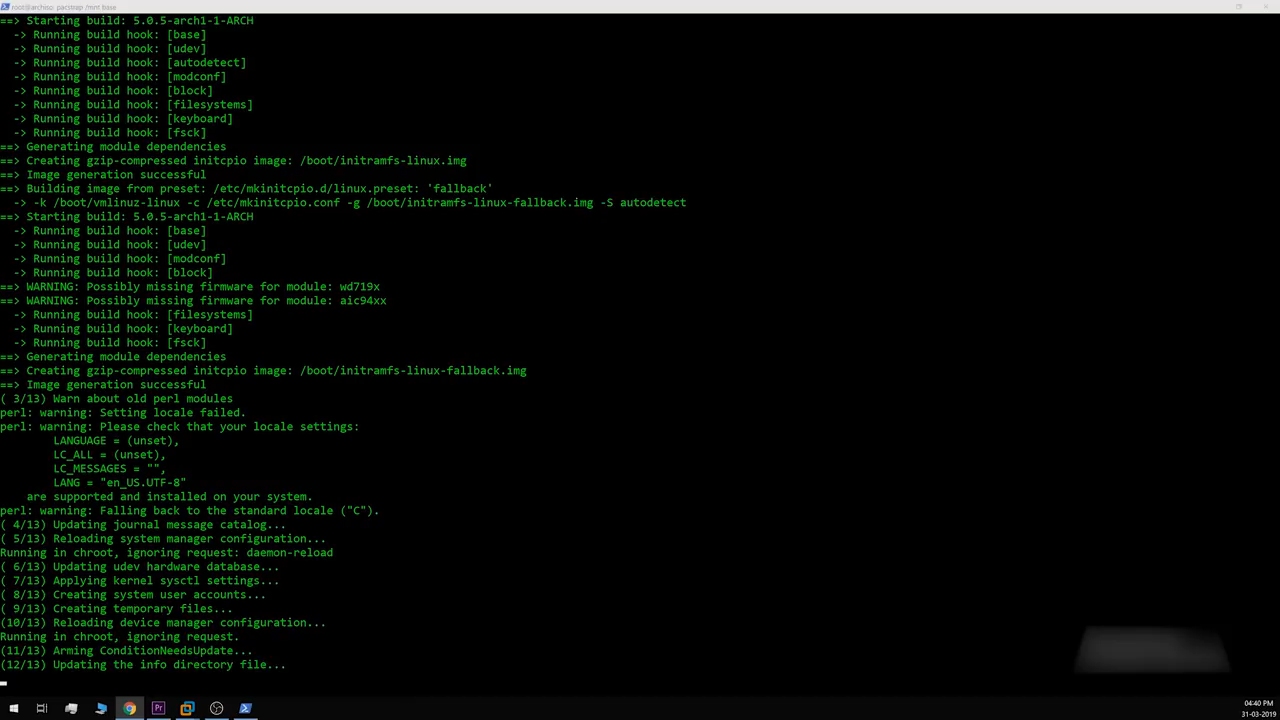 root@archiso: pacstrap /mnt base
==> Starting build: 5.0.5-arch1-1-ARCH
-> Running build hook: [base]
-> Running build hook: [udev]
-> Running build hook: [autodetect]
-> Running build hook: [modconf]
-> Running build hook: [block]
-> Running build hook: [filesystems]
-> Running build hook: [keyboard]
-> Running build hook: [fsck]
==> Generating module dependencies
==> Creating gzip-compressed initcpio image: /boot/initramfs-linux.img
==> Image generation successful
==> Building image from preset: /etc/mkinitcpio.d/linux.preset: 'fallback'
-> -k /boot/vmlinuz-linux -c /etc/mkinitcpio.conf -g /boot/initramfs-linux-fallback.img -S autodetect
==> Starting build: 5.0.5-arch1-1-ARCH
-> Running build hook: [base]
-> Running build hook: [udev]
-> Running build hook: [modconf]
-> Running build hook: [block]
==> WARNING: Possibly missing firmware for module: wd719x
==> WARNING: Possibly missing firmware for module: aic94xx
-> Running build hook: [filesystems]
-> Running build hook: [keyboard]
-> Running build hook: [fsck]
==> Generating module dependencies
==> Creating gzip-compressed initcpio image: /boot/initramfs-linux-fallback.img
==> Image generation successful
( 3/13) Warn about old perl modules
perl: warning: Setting locale failed.
perl: warning: Please check that your locale settings:
LANGUAGE = (unset),
LC_ALL = (unset),
LC_MESSAGES = "",
LANG = "en_US.UTF-8"
are supported and installed on your system.
perl: warning: Falling back to the standard locale ("C").
( 4/13) Updating journal message catalog...
( 5/13) Reloading system manager configuration...
Running in chroot, ignoring request: daemon-reload
( 6/13) Updating udev hardware database...
( 7/13) Applying kernel sysctl settings...
( 8/13) Creating system user accounts...
( 9/13) Creating temporary files...
(10/13) Reloading device manager configuration...
Running in chroot, ignoring request.
(11/13) Arming ConditionNeedsUpdate...
(12/13) Updating the info directory file...
Pr
04:40 PM
31-03-2019